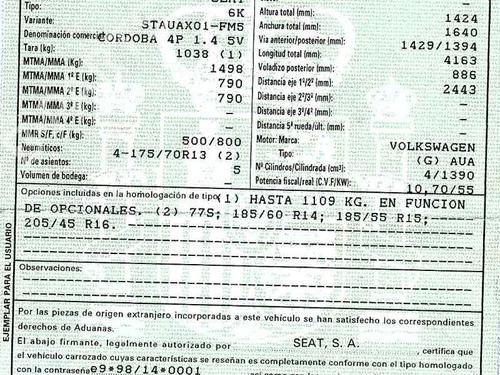 Tipo: 6K
Variante: STAUAX01-FM5
Denominación comercial CORDOBA 4P 1.4 5V
Tara (kg): 1038 (1)
MTMA/MMA (Kg): 1498
MTMA/MMA 1º E (kg): 790
MTMA/MMA 2º E (kg): 790
MTMA/MMA 3º E (kg): –
MTMA/MMA 4º E (kg): –
MMR S/F, c/F (kg): 500/800
Neumáticos: 4-175/70R13 (2)
Nº de asientos: 5
Volumen de bodega: –
Altura total (mm): 1424
Anchura total (mm): 1640
Via anterior/posterior (mm): 1429/1394
Longitud total (mm): 4163
Voladizo posterior (mm): 886
Distancia eje 1º/2º (mm): 2443
Distancia eje 2º/3º (mm): –
Distancia eje 3º/4º (mm): –
Distancia 5ª rueda/últ. (mm): –
Motor: Marca: VOLKSWAGEN
Tipo: (G) AUA
Nº Cilindros/Cilindrada (cm³): 4/1390
Potencia fiscal/real (C.V.F/KW): 10,70/55
Opciones incluidas en la homologación de tipo (1) HASTA 1109 KG. EN FUNCION
DE OPCIONALES. (2) 77S; 185/60 R14; 185/55 R15;
205/45 R16.
Observaciones:
Por las piezas de origen extranjero incorporadas a este vehículo se han satisfecho los correspondientes
derechos de Aduanas.
El abajo firmante, legalmente autorizado por SEAT, S. A. , certifica que
el vehículo carrozado cuyas características se reseñan es completamente conforme con el tipo homologado
con la contraseña e9*98/14*0001
EJEMPLAR PARA EL USUARIO